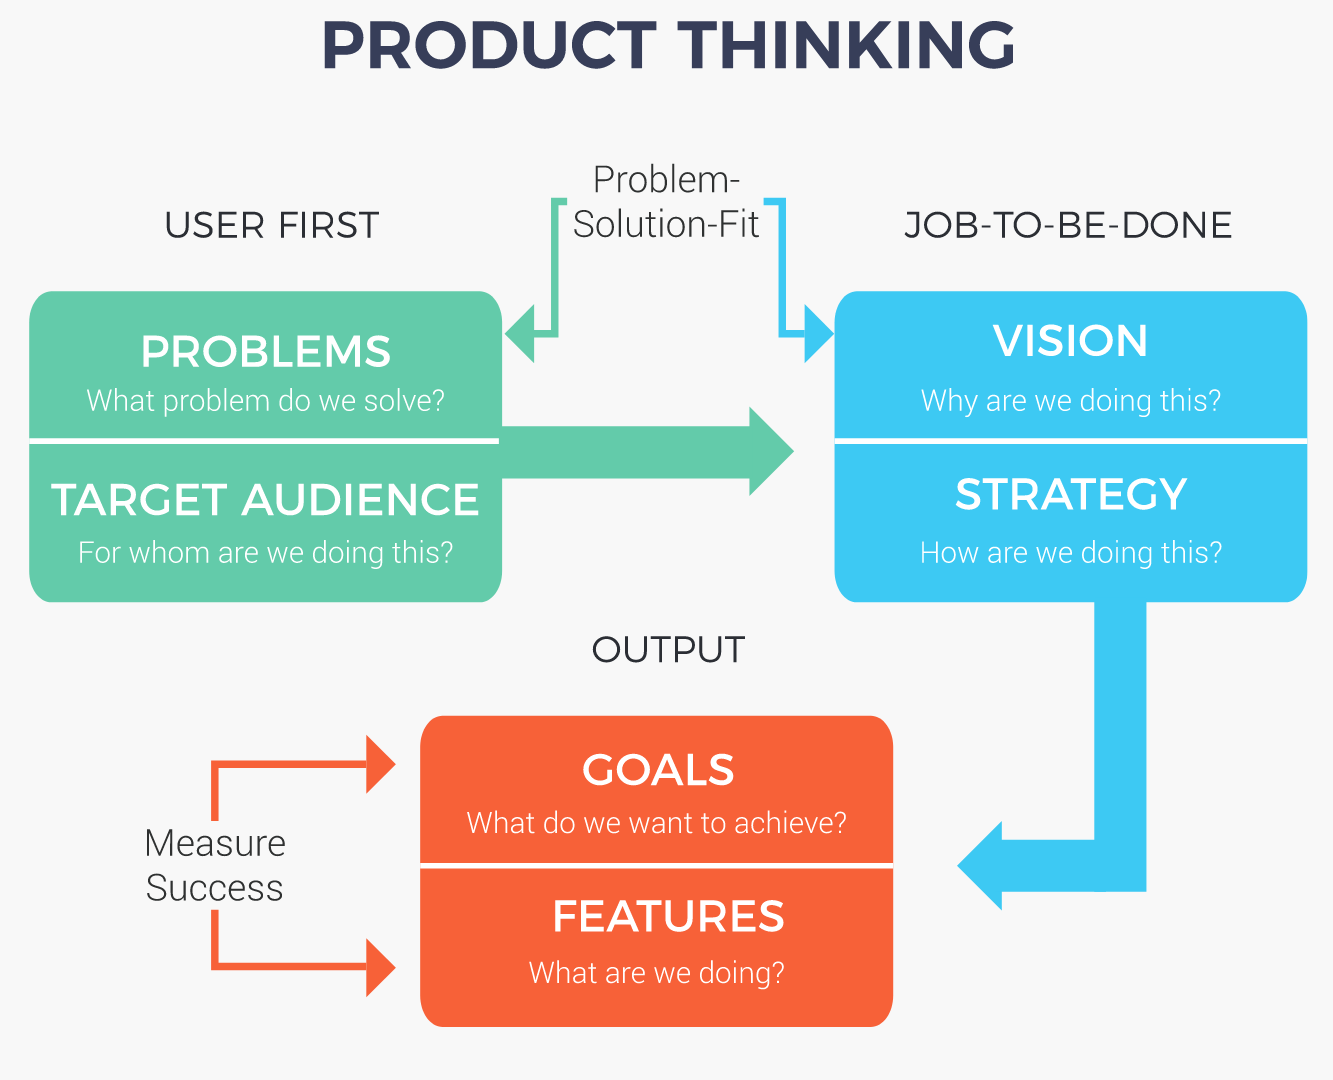 PRODUCT THINKING
Problem-
Solution-Fit
USER FIRST
JOB-TO-BE-DONE
PROBLEMS
What problem do we solve?
TARGET AUDIENCE
For whom are we doing this?
VISION
Why are we doing this?
STRATEGY
How are we doing this?
OUTPUT
GOALS
What do we want to achieve?
FEATURES
What are we doing?
Measure
Success